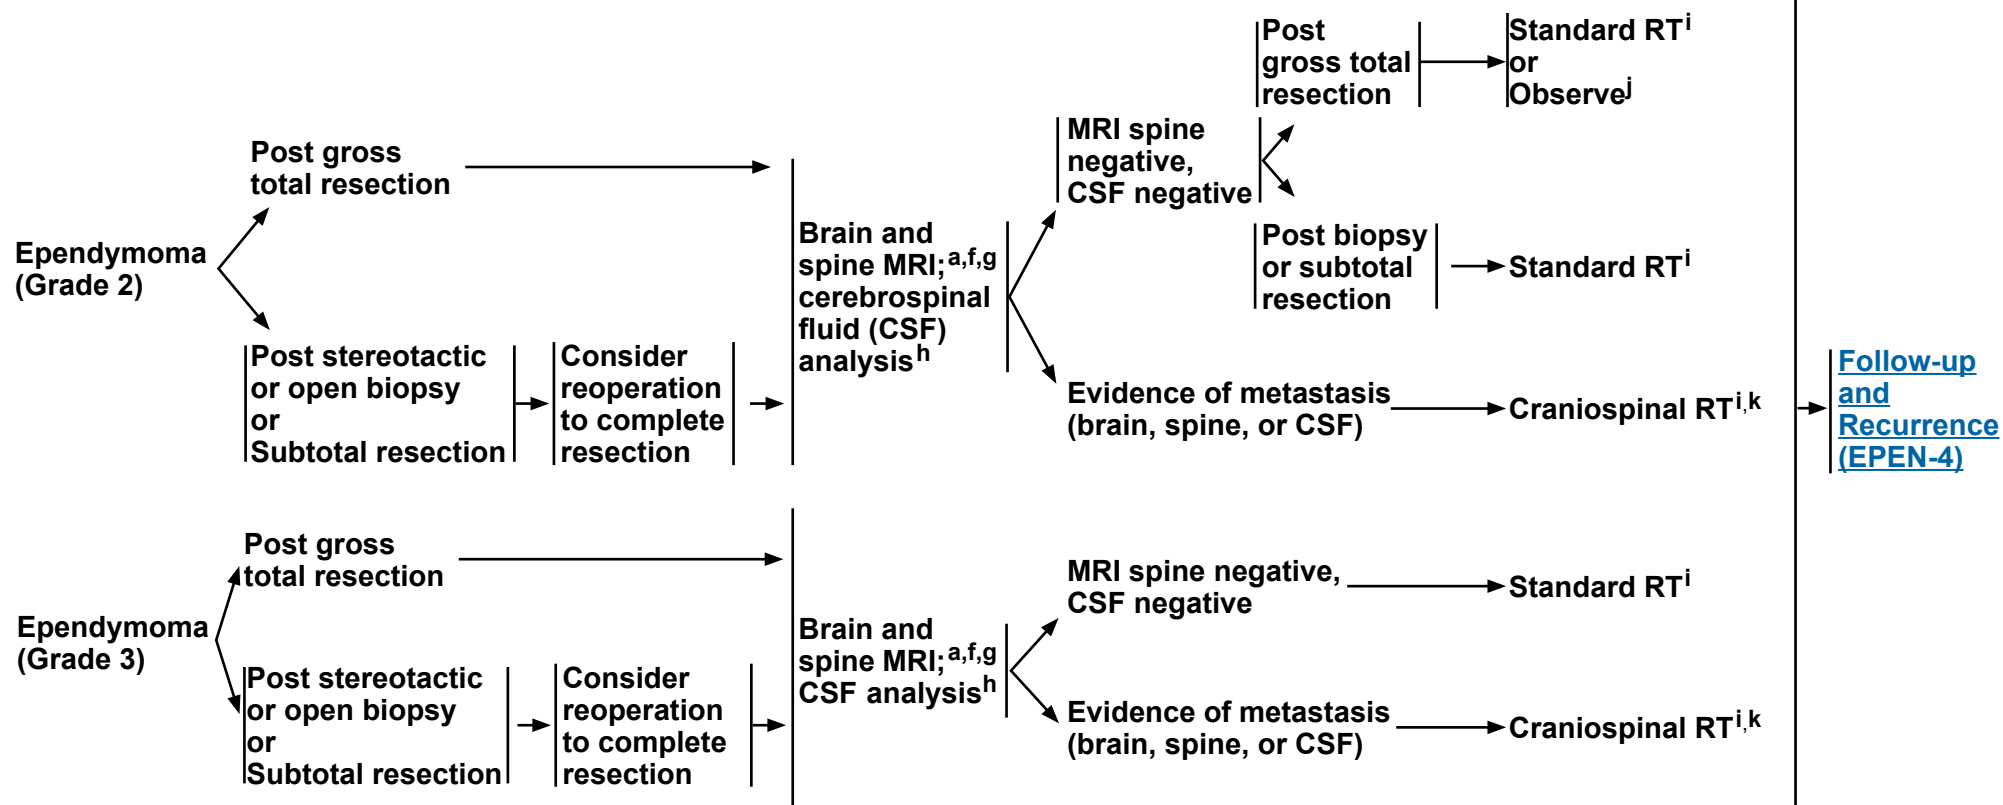 Ependymoma
(Grade 2)
Post gross
total resection
Post stereotactic
or open biopsy
or
Subtotal resection
Consider
reoperation
to complete
resection
Brain and
spine MRI;a,f,g
cerebrospinal
fluid (CSF)
analysish
MRI spine
negative,
CSF negative
Post
gross total
resection
Standard RTi
or
Observej
Post biopsy
or subtotal
resection
Standard RTi
Evidence of metastasis
(brain, spine, or CSF)
Craniospinal RTi,k
Follow-up
and
Recurrence
(EPEN-4)
Ependymoma
(Grade 3)
Post gross
total resection
Post stereotactic
or open biopsy
or
Subtotal resection
Consider
reoperation
to complete
resection
Brain and
spine MRI;a,f,g
CSF analysish
MRI spine negative,
CSF negative
Standard RTi
Evidence of metastasis
(brain, spine, or CSF)
Craniospinal RTi,k